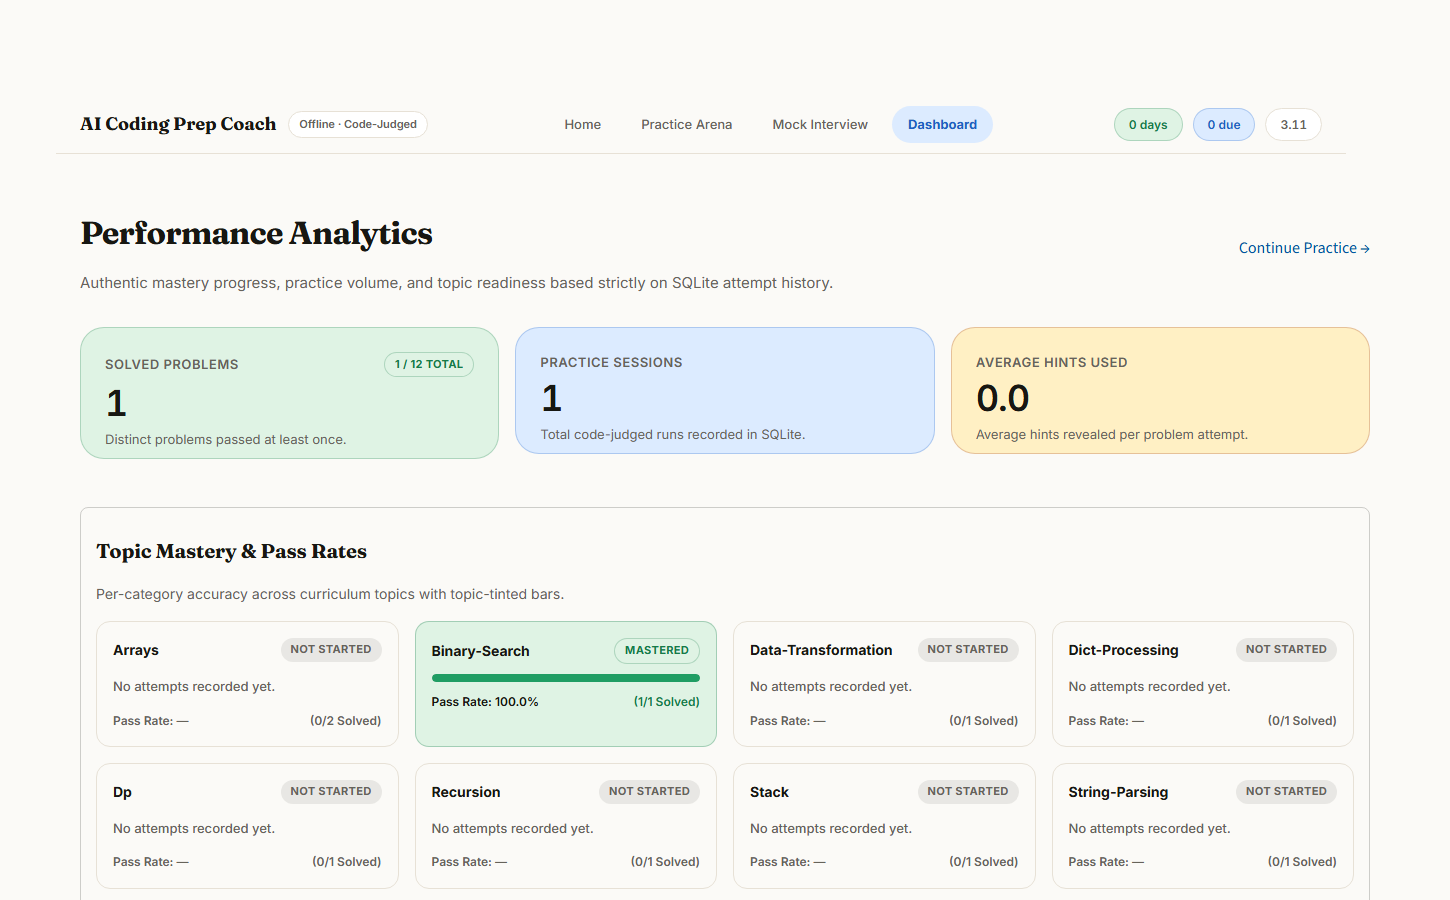 AI Coding Prep Coach
Offline · Code-Judged
Home
Practice Arena
Mock Interview
Dashboard
0 days
0 due
3.11
Performance Analytics
Continue Practice →
Authentic mastery progress, practice volume, and topic readiness based strictly on SQLite attempt history.
SOLVED PROBLEMS
1 / 12 TOTAL
1
Distinct problems passed at least once.
PRACTICE SESSIONS
1
Total code-judged runs recorded in SQLite.
AVERAGE HINTS USED
0.0
Average hints revealed per problem attempt.
Topic Mastery & Pass Rates
Per-category accuracy across curriculum topics with topic-tinted bars.
Arrays
NOT STARTED
No attempts recorded yet.
Pass Rate: —
(0/2 Solved)
Binary-Search
MASTERED
Pass Rate: 100.0%
(1/1 Solved)
Data-Transformation
NOT STARTED
No attempts recorded yet.
Pass Rate: —
(0/1 Solved)
Dict-Processing
NOT STARTED
No attempts recorded yet.
Pass Rate: —
(0/1 Solved)
Dp
NOT STARTED
No attempts recorded yet.
Pass Rate: —
(0/1 Solved)
Recursion
NOT STARTED
No attempts recorded yet.
Pass Rate: —
(0/1 Solved)
Stack
NOT STARTED
No attempts recorded yet.
Pass Rate: —
(0/1 Solved)
String-Parsing
NOT STARTED
No attempts recorded yet.
Pass Rate: —
(0/1 Solved)